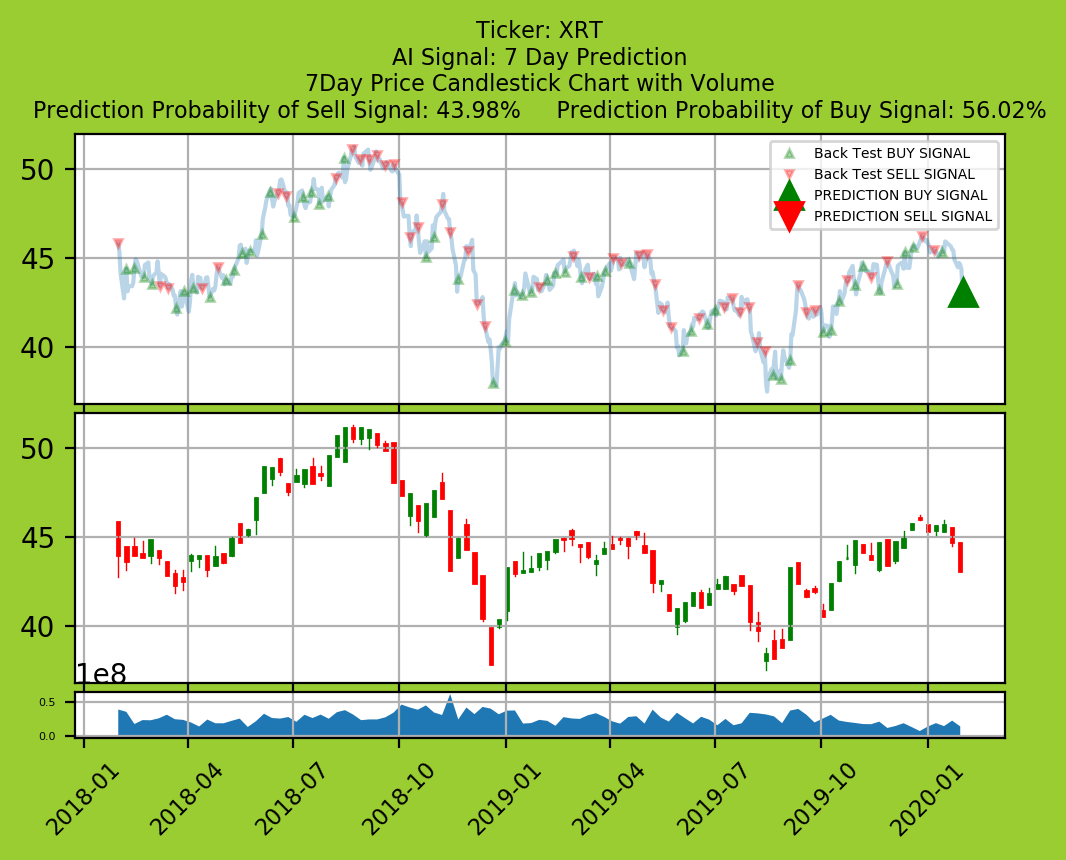 Ticker: XRT
AI Signal: 7 Day Prediction
7Day Price Candlestick Chart with Volume
Prediction Probability of Sell Signal: 43.98%     Prediction Probability of Buy Signal: 56.02%
Back Test BUY SIGNAL
Back Test SELL SIGNAL
PREDICTION BUY SIGNAL
PREDICTION SELL SIGNAL
50
45
40
50
45
40
1e8
0.5
0.0
2018-01 2018-04 2018-07 2018-10 2019-01 2019-04 2019-07 2019-10 2020-01